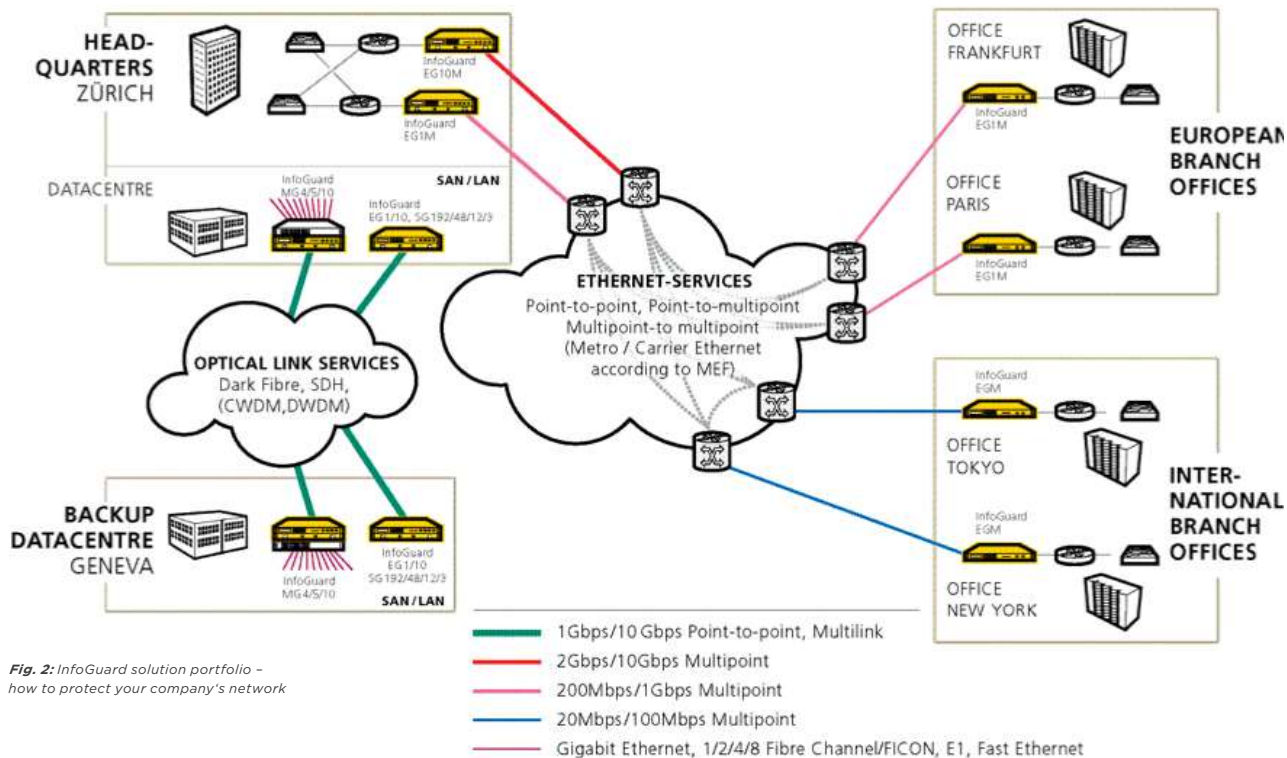 HEAD-
QUARTERS
ZÜRICH
InfoGuard
EG10M
InfoGuard
EG1M
DATACENTRE
InfoGuard
MG4/5/10
SAN/LAN
InfoGuard
EG1/10, SG192/48/12/3
OPTICAL LINK SERVICES
Dark Fibre, SDH,
(CWDM,DWDM)
BACKUP
DATACENTRE
GENEVA
InfoGuard
MG4/5/10
InfoGuard
EG1/10
SG192/48/12/3
SAN/LAN
ETHERNET-SERVICES
Point-to-point, Point-to-multipoint
Multipoint-to multipoint
(Metro / Carrier Ethernet
according to MEF)
OFFICE
FRANKFURT
InfoGuard
EG1M
OFFICE
PARIS
InfoGuard
EG1M
EUROPEAN
BRANCH
OFFICES
InfoGuard
EGM
OFFICE
TOKYO
InfoGuard
EGM
OFFICE
NEW YORK
INTER-
NATIONAL
BRANCH
OFFICES
1Gbps/10Gbps Point-to-point, Multilink
2Gbps/10Gbps Multipoint
200Mbps/1Gbps Multipoint
20Mbps/100Mbps Multipoint
Gigabit Ethernet, 1/2/4/8 Fibre Channel/FICON, E1, Fast Ethernet
Fig. 2: InfoGuard solution portfolio –
how to protect your company's network